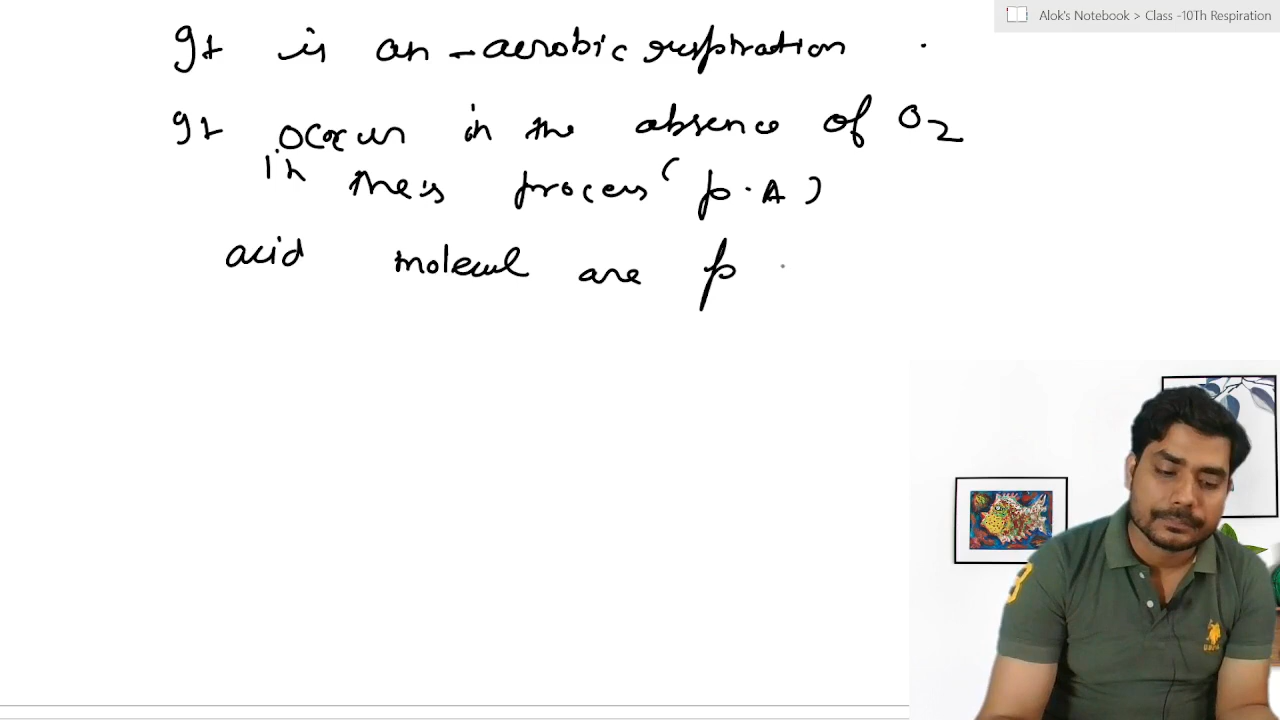 Alok's Notebook > Class -10Th Respiration
It is an-aerobic respiration.
It occurs in the absence of O2
In theis process (p.A)
acid molecul are p